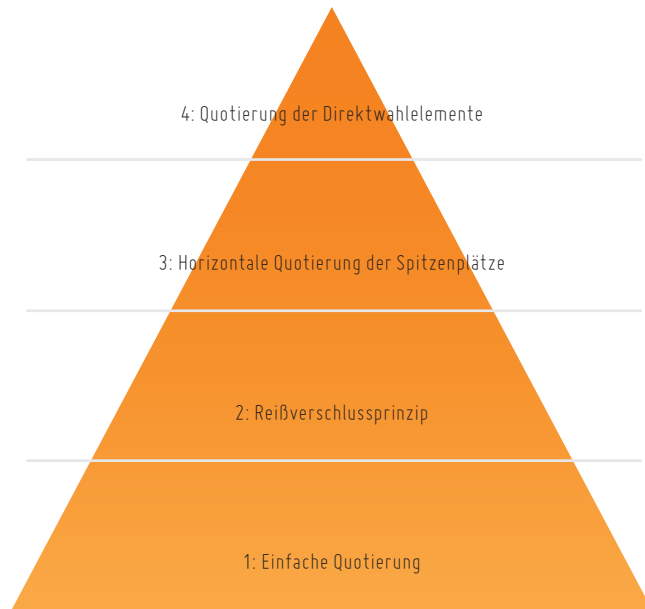 4: Quotierung der Direktwahlelemente
3: Horizontale Quotierung der Spitzenplätze
2: Reißverschlussprinzip
1: Einfache Quotierung